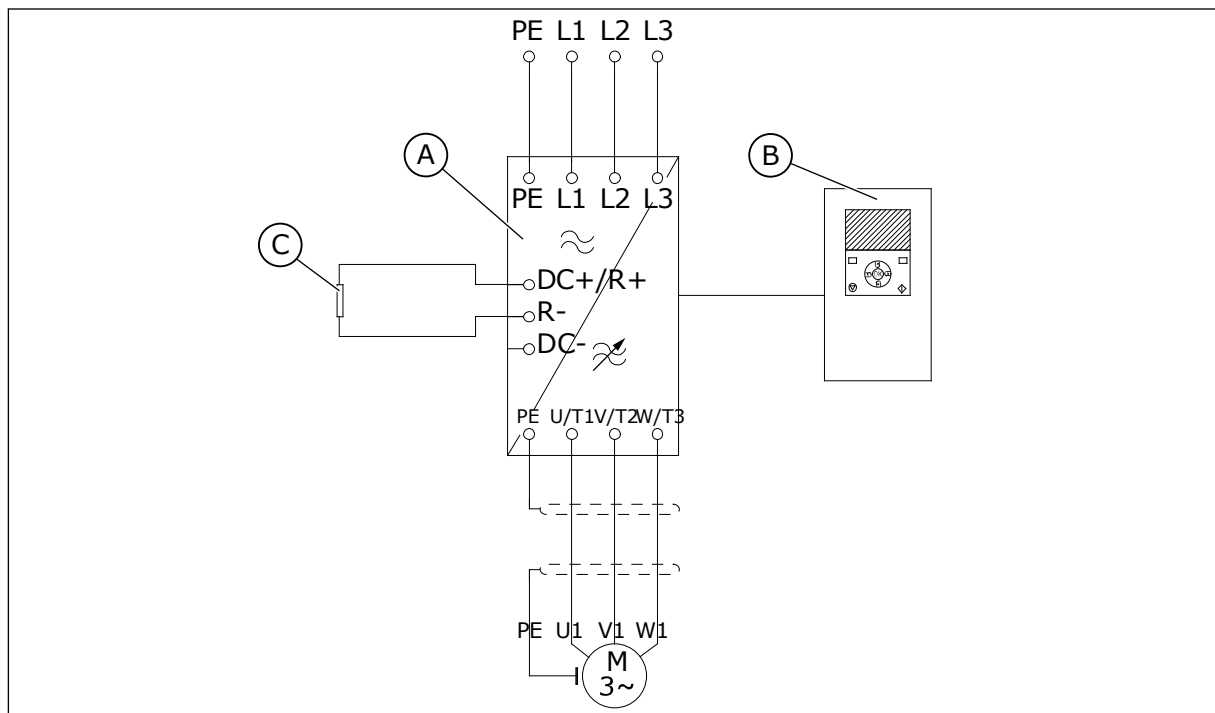 PE L1 L2 L3
A
B
PE L1 L2 L3
C
DC+/R+
R-
DC-
PE U/T1 V/T2 W/T3
PE U1 V1 W1
M
3~